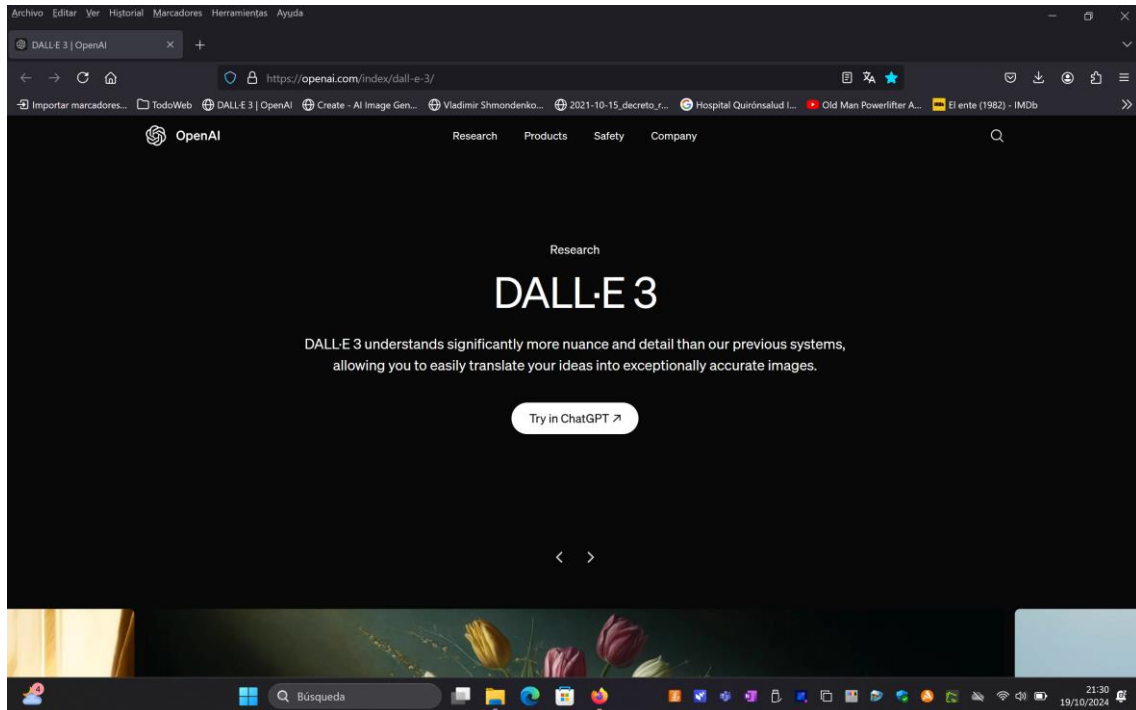 Archivo Editar Ver Historial Marcadores Herramientas Ayuda
DALL·E 3 | OpenAI
https://openai.com/index/dall-e-3/
Importar marcadores... TodoWeb DALL·E 3 | OpenAI Create - AI Image Gen... Vladimir Shmondenko... 2021-10-15_decreto_r... Hospital Quirónsalud I... Old Man Powerlifter A... El ente (1982) - IMDb
OpenAI Research Products Safety Company
Research
DALL·E 3
DALL·E 3 understands significantly more nuance and detail than our previous systems,
allowing you to easily translate your ideas into exceptionally accurate images.
Try in ChatGPT ↗
4
Búsqueda
21:30
19/10/2024